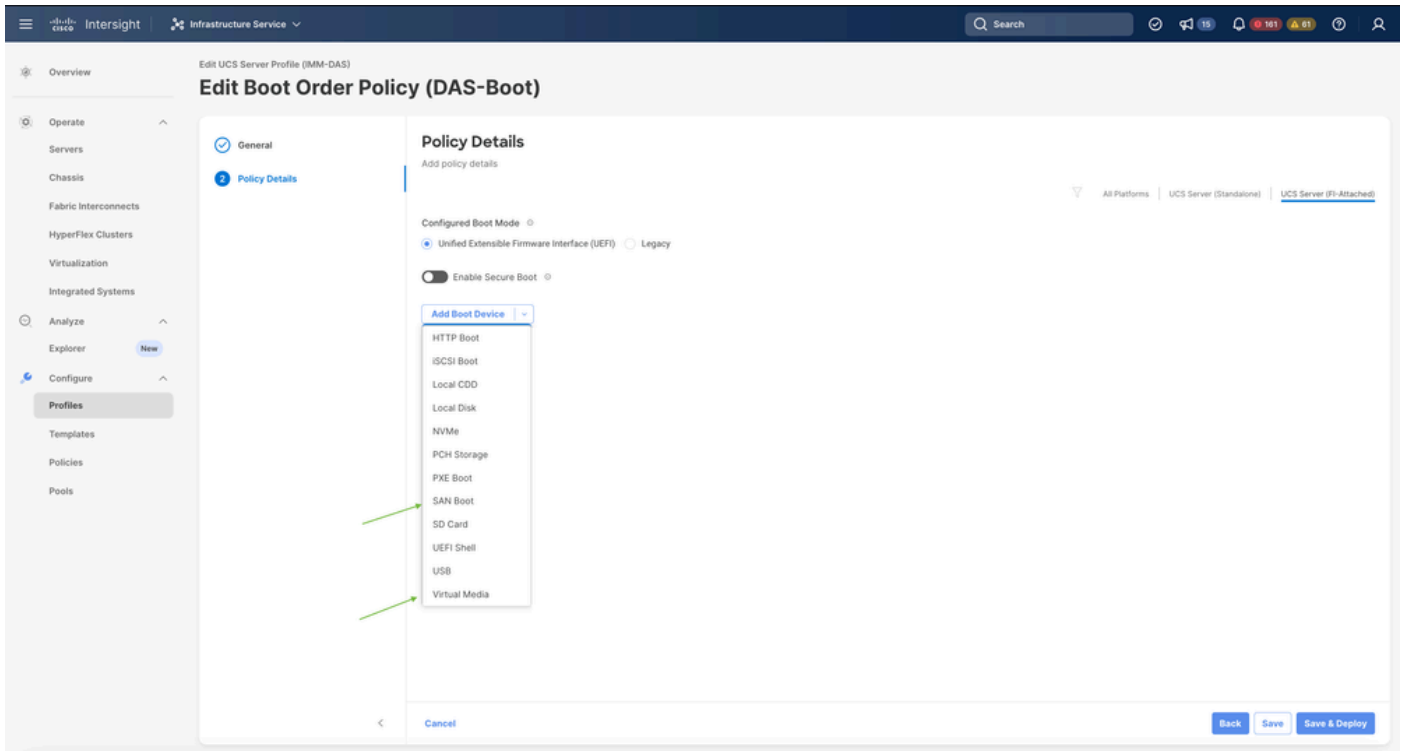 cisco Intersight
Infrastructure Service
Search
15
161
61
Overview
Operate
Servers
Chassis
Fabric Interconnects
HyperFlex Clusters
Virtualization
Integrated Systems
Analyze
Explorer New
Configure
Profiles
Templates
Policies
Pools
Edit UCS Server Profile (IMM-DAS)
Edit Boot Order Policy (DAS-Boot)
General
2 Policy Details
Policy Details
Add policy details
All Platforms UCS Server (Standalone) UCS Server (FI-Attached)
Configured Boot Mode
Unified Extensible Firmware Interface (UEFI) Legacy
Enable Secure Boot
Add Boot Device
HTTP Boot
iSCSI Boot
Local CDD
Local Disk
NVMe
PCH Storage
PXE Boot
SAN Boot
SD Card
UEFI Shell
USB
Virtual Media
Cancel
Back Save Save & Deploy